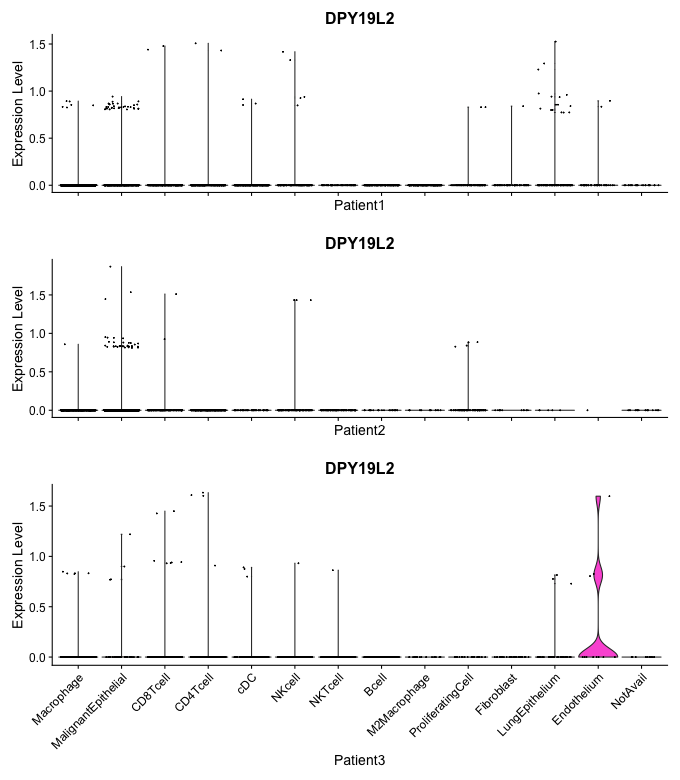 DPY19L2
Expression Level
1.5
1.0
0.5
0.0
Patient1
DPY19L2
Expression Level
1.5
1.0
0.5
0.0
Patient2
DPY19L2
Expression Level
1.5
1.0
0.5
0.0
Macrophage
MalignantEpithelial
CD8Tcell
CD4Tcell
cDC
NKcell
NKTcell
Bcell
M2Macrophage
ProliferatingCell
Fibroblast
LungEpithelium
Endothelium
NotAvail
Patient3